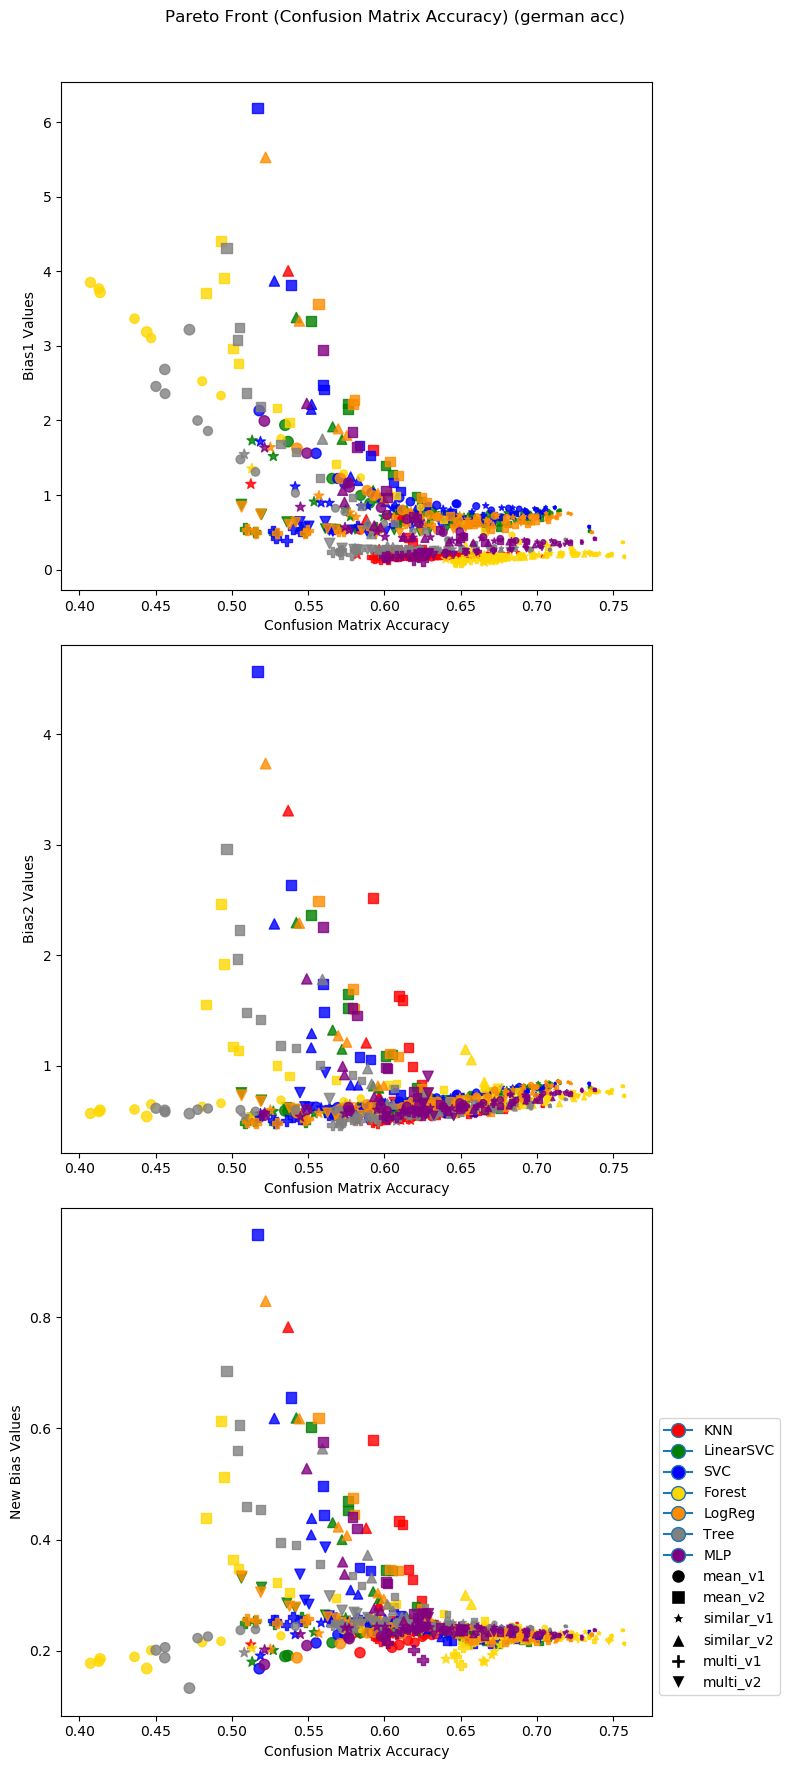 Pareto Front (Confusion Matrix Accuracy) (german acc)
Bias1 Values
6
5
4
3
2
1
0
0.40 0.45 0.50 0.55 0.60 0.65 0.70 0.75
Confusion Matrix Accuracy
Bias2 Values
4
3
2
1
0.40 0.45 0.50 0.55 0.60 0.65 0.70 0.75
Confusion Matrix Accuracy
New Bias Values
0.8
0.6
0.4
0.2
0.40 0.45 0.50 0.55 0.60 0.65 0.70 0.75
Confusion Matrix Accuracy
KNN
LinearSVC
SVC
Forest
LogReg
Tree
MLP
mean_v1
mean_v2
similar_v1
similar_v2
multi_v1
multi_v2